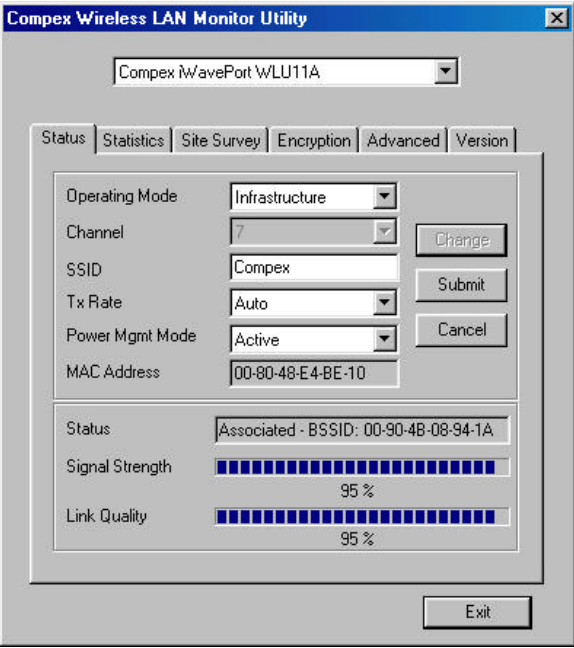 Compex Wireless LAN Monitor Utility
Compex iWavePort WLU11A
Status Statistics Site Survey Encryption Advanced Version
Operating Mode Infrastructure
Channel 7 Change
SSID Compex
Submit
Tx Rate Auto
Power Mgmt Mode Active Cancel
MAC Address 00-80-48-E4-BE-10
Status Associated - BSSID: 00-90-4B-08-94-1A
Signal Strength
95 %
Link Quality
95 %
Exit